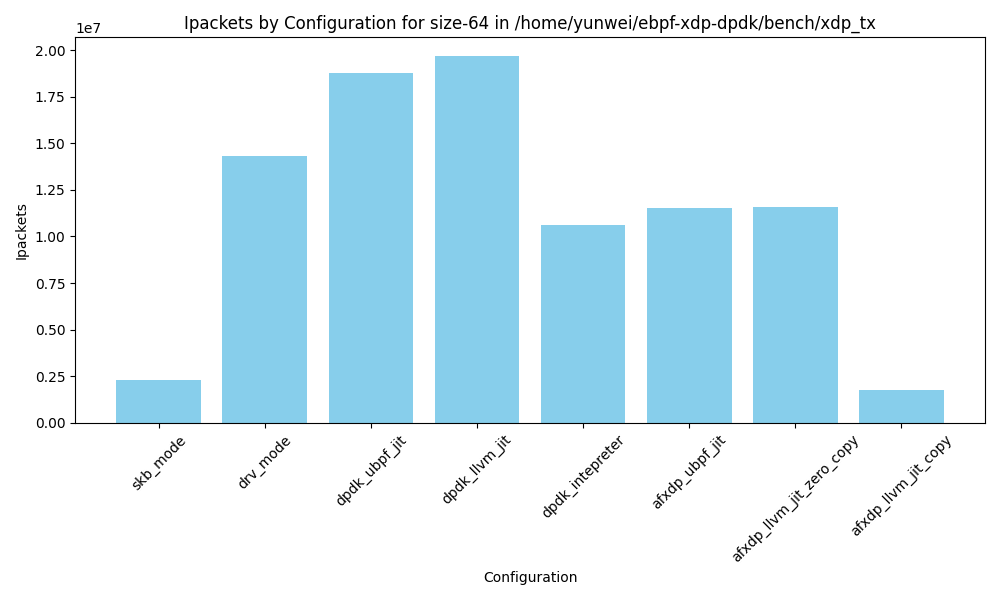 Ipackets by Configuration for size-64 in /home/yunwei/ebpf-xdp-dpdk/bench/xdp_tx
1e7
2.00
1.75
1.50
1.25
1.00
0.75
0.50
0.25
0.00
Ipackets
skb_mode
drv_mode
dpdk_ubpf_jit
dpdk_llvm_jit
dpdk_intepreter
afxdp_ubpf_jit
afxdp_llvm_jit_zero_copy
afxdp_llvm_jit_copy
Configuration